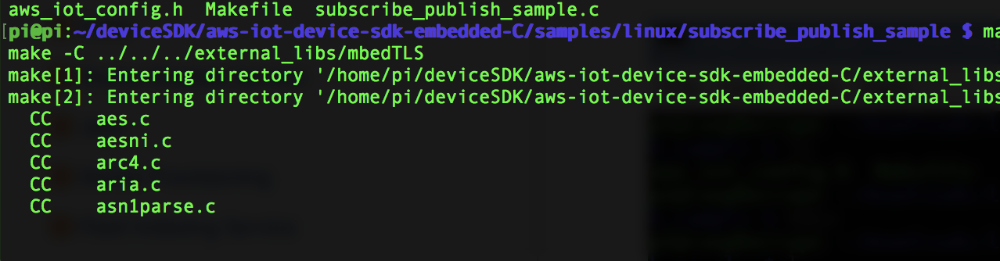 aws_iot_config.h  Makefile  subscribe_publish_sample.c
[pi@pi:~/deviceSDK/aws-iot-device-sdk-embedded-C/samples/linux/subscribe_publish_sample $ ma
make -C ../../../external_libs/mbedTLS
make[1]: Entering directory '/home/pi/deviceSDK/aws-iot-device-sdk-embedded-C/external_libs
make[2]: Entering directory '/home/pi/deviceSDK/aws-iot-device-sdk-embedded-C/external_libs
  CC    aes.c
  CC    aesni.c
  CC    arc4.c
  CC    aria.c
  CC    asn1parse.c